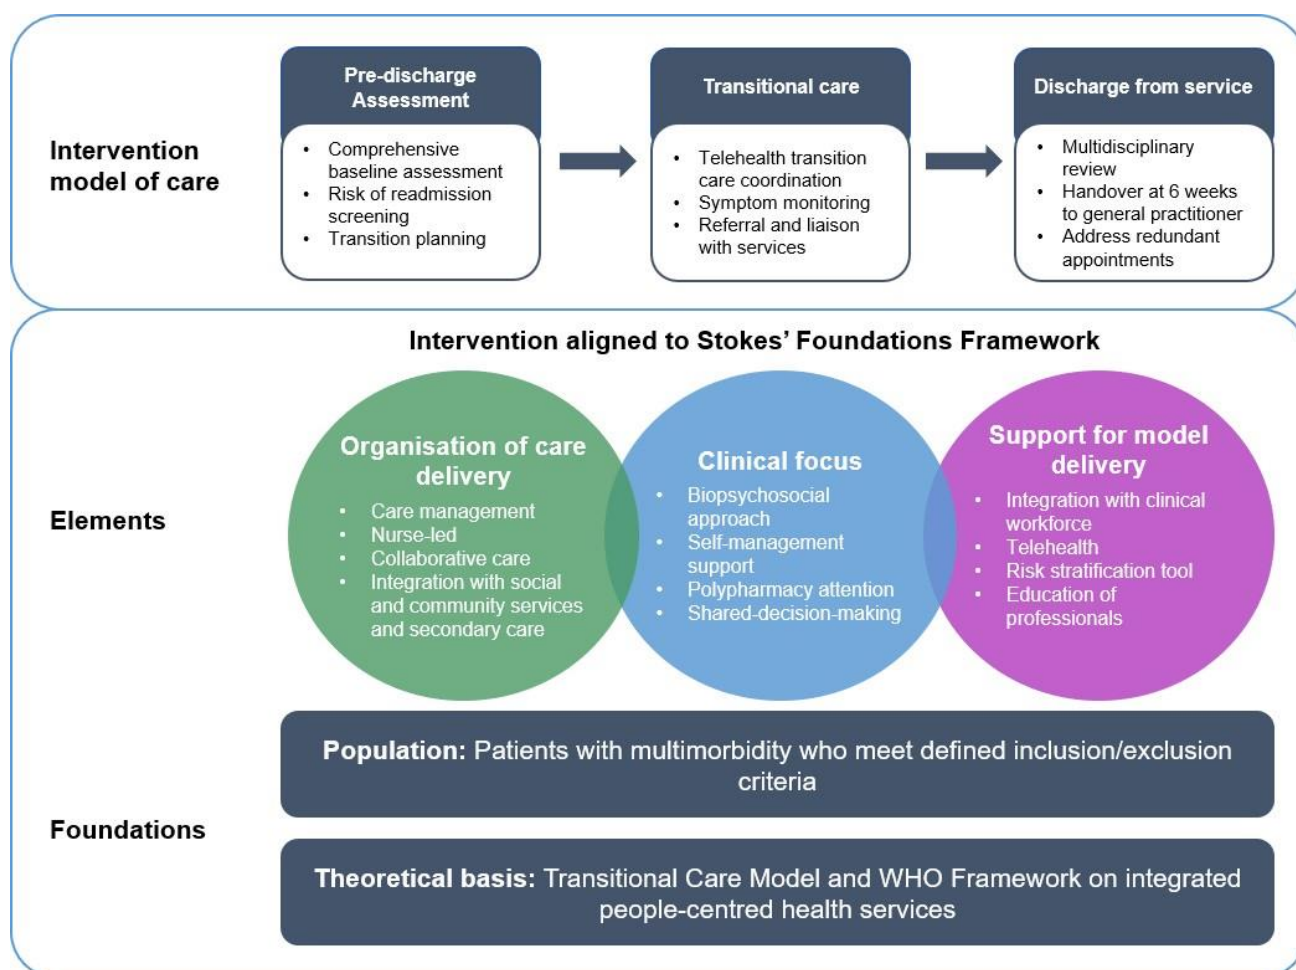 Intervention
model of care
Pre-discharge
Assessment
• Comprehensive
baseline assessment
• Risk of readmission
screening
• Transition planning
Transitional care
• Telehealth transition
care coordination
• Symptom monitoring
• Referral and liaison
with services
Discharge from service
• Multidisciplinary
review
• Handover at 6 weeks
to general practitioner
• Address redundant
appointments
Intervention aligned to Stokes’ Foundations Framework
Elements
Organisation of care
delivery
• Care management
• Nurse-led
• Collaborative care
• Integration with social
and community services
and secondary care
Clinical focus
• Biopsychosocial
approach
• Self-management
support
• Polypharmacy attention
• Shared-decision-making
Support for model
delivery
• Integration with clinical
workforce
• Telehealth
• Risk stratification tool
• Education of
professionals
Foundations
Population: Patients with multimorbidity who meet defined inclusion/exclusion
criteria
Theoretical basis: Transitional Care Model and WHO Framework on integrated
people-centred health services